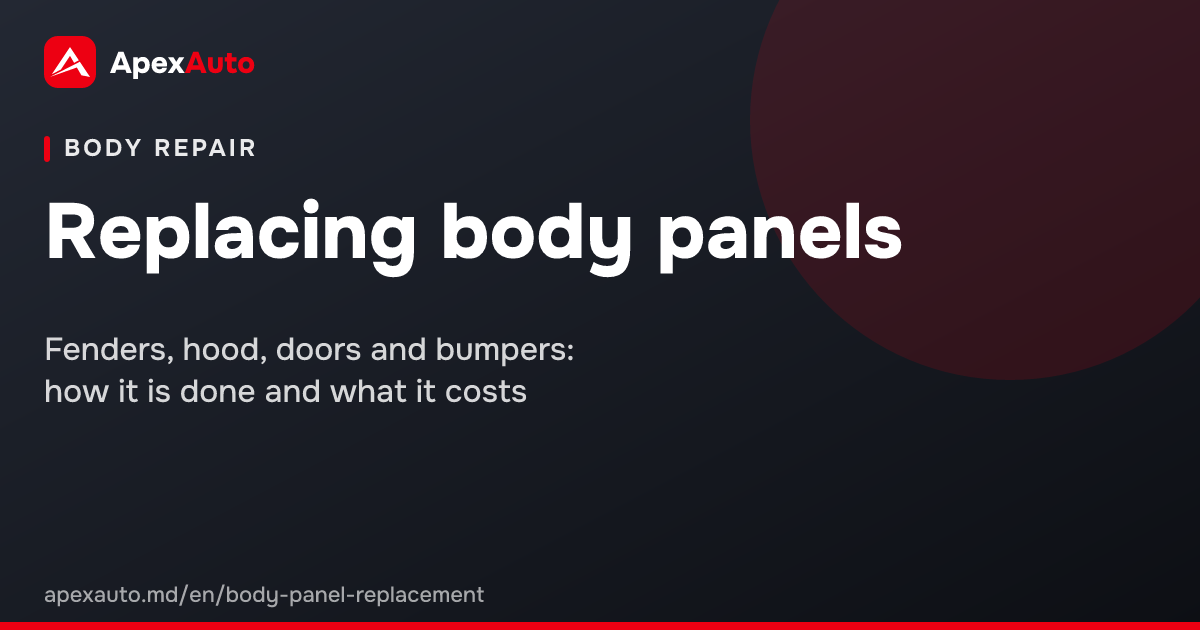 ApexAuto
BODY REPAIR
Replacing body panels
Fenders, hood, doors and bumpers:
how it is done and what it costs
apexauto.md/en/body-panel-replacement